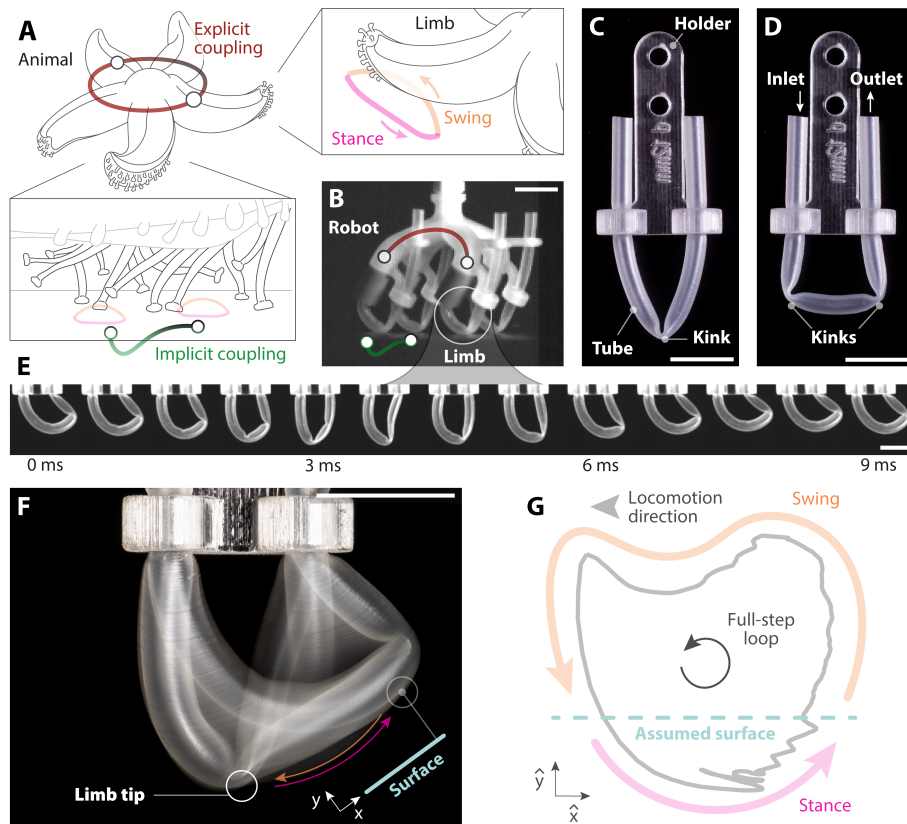 A
Animal
Explicit
coupling
Limb
Swing
Stance
Implicit coupling
B
Robot
Limb
C
Holder
Tube
Kink
D
Inlet
Outlet
Kinks
E
0 ms
3 ms
6 ms
9 ms
F
Limb tip
y
x
Surface
G
Locomotion
direction
Swing
Full-step
loop
Assumed surface
ŷ
x̂
Stance